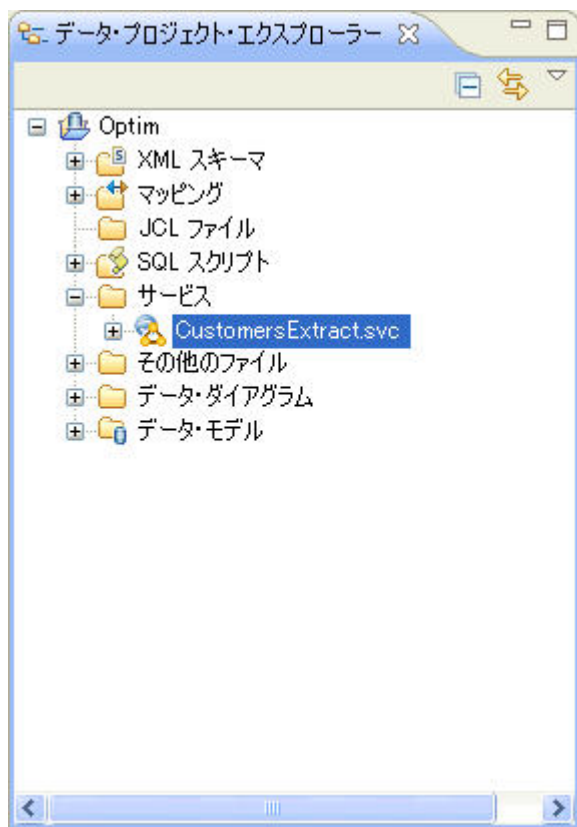 データ・プロジェクト・エクスプローラー
Optim
XML スキーマ
マッピング
JCL ファイル
SQL スクリプト
サービス
CustomersExtract.svc
その他のファイル
データ・ダイアグラム
データ・モデル